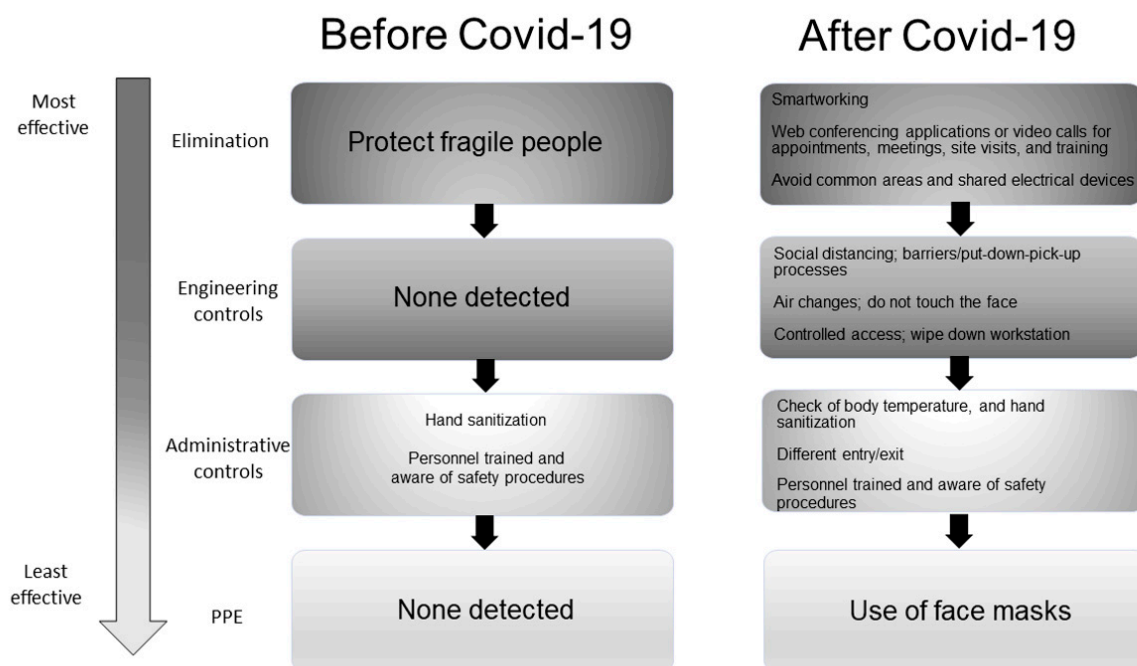 Before Covid-19
After Covid-19
Most
effective
Elimination
Protect fragile people
Smartworking
Web conferencing applications or video calls for
appointments, meetings, site visits, and training
Avoid common areas and shared electrical devices
Engineering
controls
None detected
Social distancing; barriers/put-down-pick-up
processes
Air changes; do not touch the face
Controlled access; wipe down workstation
Administrative
controls
Hand sanitization
Personnel trained and
aware of safety procedures
Check of body temperature, and hand
sanitization
Different entry/exit
Personnel trained and aware of safety
procedures
Least
effective
PPE
None detected
Use of face masks